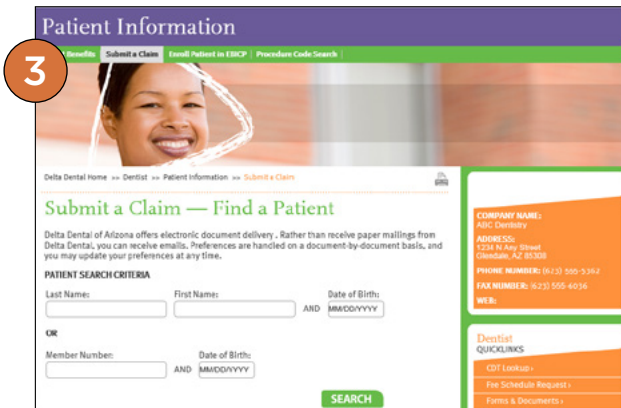 Patient Information
3
Benefits Submit a Claim Enroll Patient in EBICP Procedure Code Search
Delta Dental Home >> Dentist >> Patient Information >> Submit a Claim
Submit a Claim — Find a Patient
Delta Dental of Arizona offers electronic document delivery . Rather than receive paper mailings from
Delta Dental, you can receive emails. Preferences are handled on a document-by-document basis, and
you may update your preferences at any time.
PATIENT SEARCH CRITERIA
Last Name: First Name: Date of Birth:
AND MM/DD/YYYY
OR
Member Number: Date of Birth:
AND MM/DD/YYYY
SEARCH
COMPANY NAME:
ABC Dentistry
ADDRESS:
1234 N Any Street
Glendale, AZ 85308
PHONE NUMBER: (623) 595-5362
FAX NUMBER: (623) 555-6036
WEB:
Dentist
QUICKLINKS
CDT Lookup ›
Fee Schedule Request ›
Forms & Documents ›